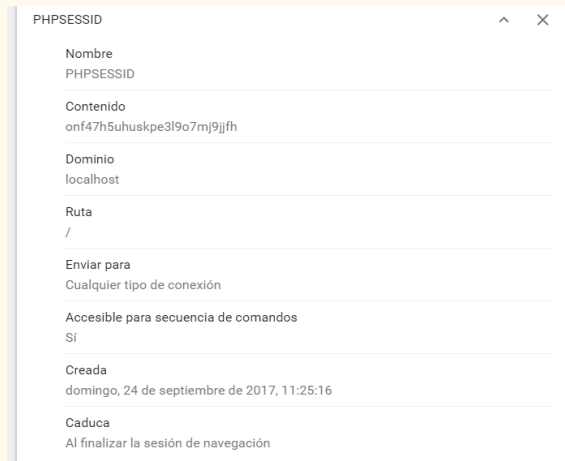 PHPSESSID
Nombre
PHPSESSID
Contenido
onf47h5uhuskpe3l9o7mj9jjfh
Dominio
localhost
Ruta
/
Enviar para
Cualquier tipo de conexión
Accesible para secuencia de comandos
Sí
Creada
domingo, 24 de septiembre de 2017, 11:25:16
Caduca
Al finalizar la sesión de navegación